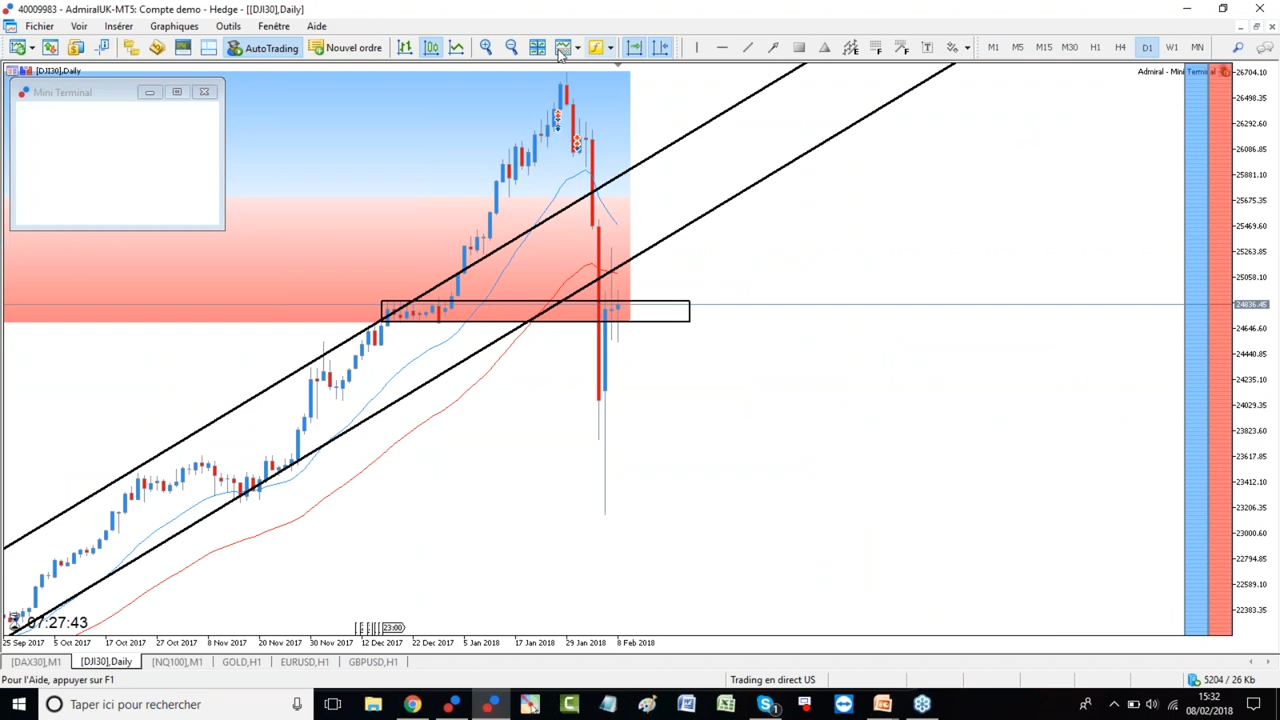 40009983 - AdmiralUK-MT5: Compte demo - Hedge - [[DJI30],Daily]
Fichier Voir Insérer Graphiques Outils Fenêtre Aide
AutoTrading Nouvel ordre M1 M5 M15 M30 H1 H4 D1 W1 MN
[DJI30],Daily
Admiral - Mini Terminal
Mini Terminal
26704.10
26498.35
26292.60
26086.85
25881.10
25675.35
25469.60
25263.85
25058.10
24836.45
24646.60
24440.85
24235.10
24029.35
23823.60
23617.85
23412.10
23206.35
23000.60
22794.85
22589.10
22383.35
07:27:43
23:00
25 Sep 2017 5 Oct 2017 17 Oct 2017 27 Oct 2017 8 Nov 2017 20 Nov 2017 30 Nov 2017 12 Dec 2017 22 Dec 2017 5 Jan 2018 17 Jan 2018 29 Jan 2018 8 Feb 2018
[DAX30],M1 [DJI30],Daily [NQ100],M1 GOLD,H1 EURUSD,H1 GBPUSD,H1
Pour l'Aide, appuyer sur F1 Trading en direct US 5204 / 26 Kb
Taper ici pour rechercher
15:32
08/02/2018